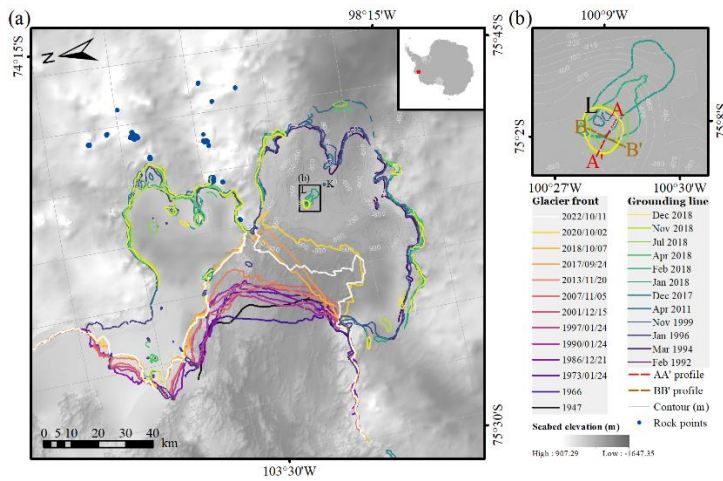 (a)
98°15'W
74°15'S
75°45'S
N
(b)
L
K
0 5 10 20 30 40
km
103°30'W
75°30'S
(b)
100°9'W
L
A
B
B'
A'
75°2'S
75°8'S
100°27'W
100°30'W
Glacier front
2022/10/11
2020/10/02
2018/10/07
2017/09/24
2013/11/20
2007/11/05
2001/12/15
1997/01/24
1990/01/24
1986/12/21
1973/01/24
1966
1947
Grounding line
Dec 2018
Nov 2018
Jul 2018
Apr 2018
Feb 2018
Jan 2018
Dec 2017
Apr 2011
Nov 1999
Jan 1996
Mar 1994
Feb 1992
AA' profile
BB' profile
Contour (m)
Rock points
Seabed elevation (m)
High : 907.29 Low : -1647.35